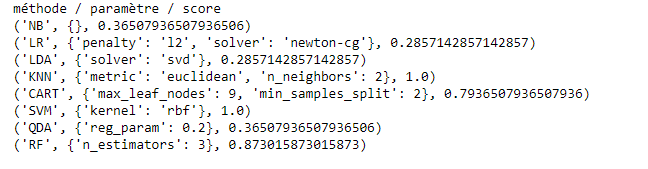 méthode / paramètre / score
('NB', {}, 0.36507936507936506)
('LR', {'penalty': 'l2', 'solver': 'newton-cg'}, 0.2857142857142857)
('LDA', {'solver': 'svd'}, 0.2857142857142857)
('KNN', {'metric': 'euclidean', 'n_neighbors': 2}, 1.0)
('CART', {'max_leaf_nodes': 9, 'min_samples_split': 2}, 0.7936507936507936)
('SVM', {'kernel': 'rbf'}, 1.0)
('QDA', {'reg_param': 0.2}, 0.36507936507936506)
('RF', {'n_estimators': 3}, 0.873015873015873)